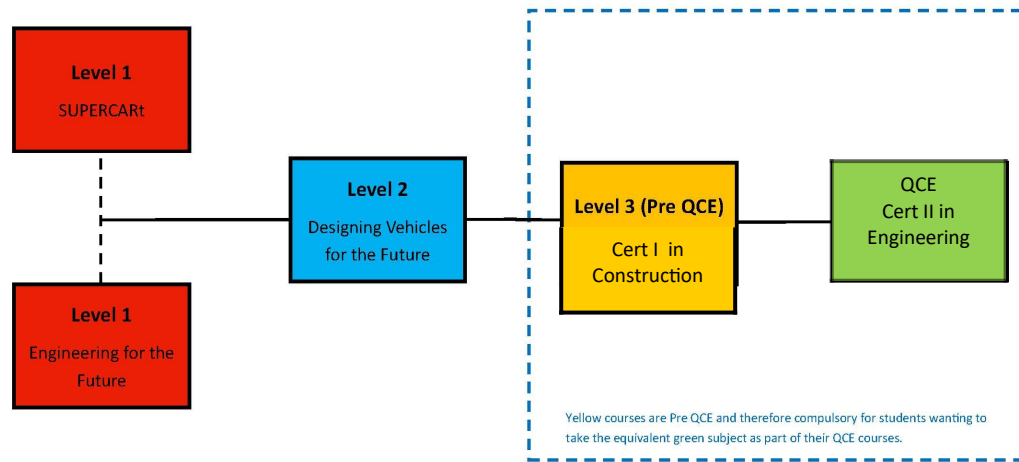 Level 1
SUPERCARt
Level 1
Engineering for the
Future
Level 2
Designing Vehicles
for the Future
Level 3 (Pre QCE)
Cert I in
Construction
QCE
Cert II in
Engineering
Yellow courses are Pre QCE and therefore compulsory for students wanting to
take the equivalent green subject as part of their QCE courses.